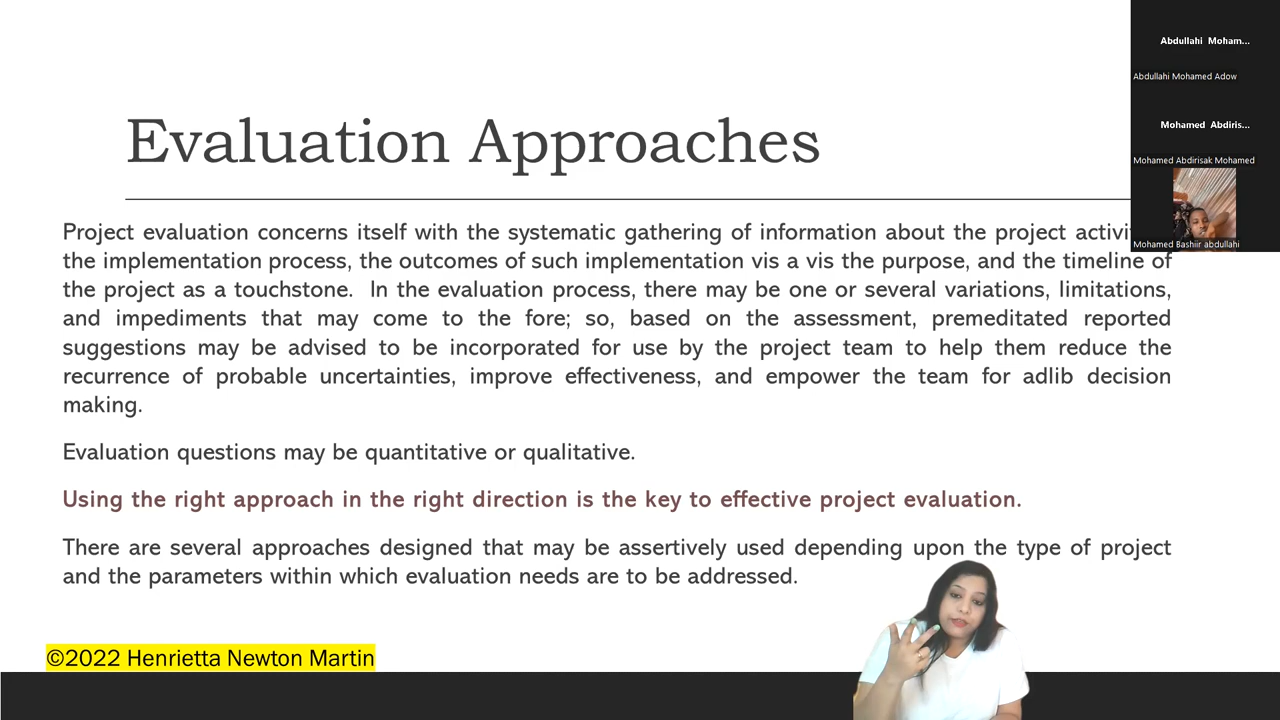 Abdullahi Moham...
Abdullahi Mohamed Adow
Mohamed Abdiris...
Mohamed Abdirisak Mohamed
Mohamed Bashiir abdullahi
Evaluation Approaches
Project evaluation concerns itself with the systematic gathering of information about the project
the implementation process, the outcomes of such implementation vis a vis the purpose, and the timeline of
the project as a touchstone. In the evaluation process, there may be one or several variations, limitations,
and impediments that may come to the fore; so, based on the assessment, premeditated reported
suggestions may be advised to be incorporated for use by the project team to help them reduce the
recurrence of probable uncertainties, improve effectiveness, and empower the team for adlib decision
making.
Evaluation questions may be quantitative or qualitative.
Using the right approach in the right direction is the key to effective project evaluation.
There are several approaches designed that may be assertively used depending upon the type of project
and the parameters within which evaluation needs are to be addressed.
©2022 Henrietta Newton Martin